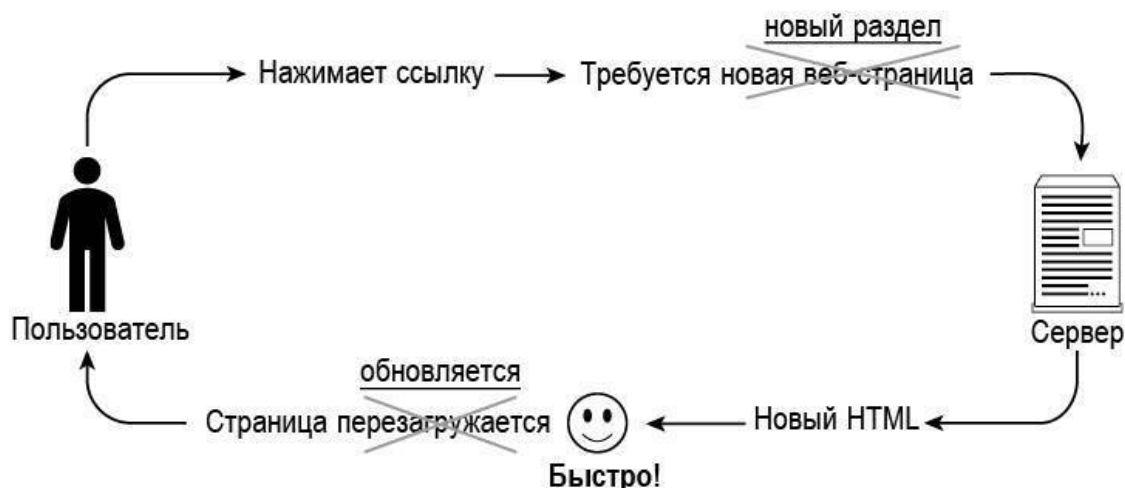 новый раздел
Нажимает ссылку
Требуется новая веб-страница
Пользователь
Сервер
обновляется
Страница перезагружается
Новый HTML
Быстро!